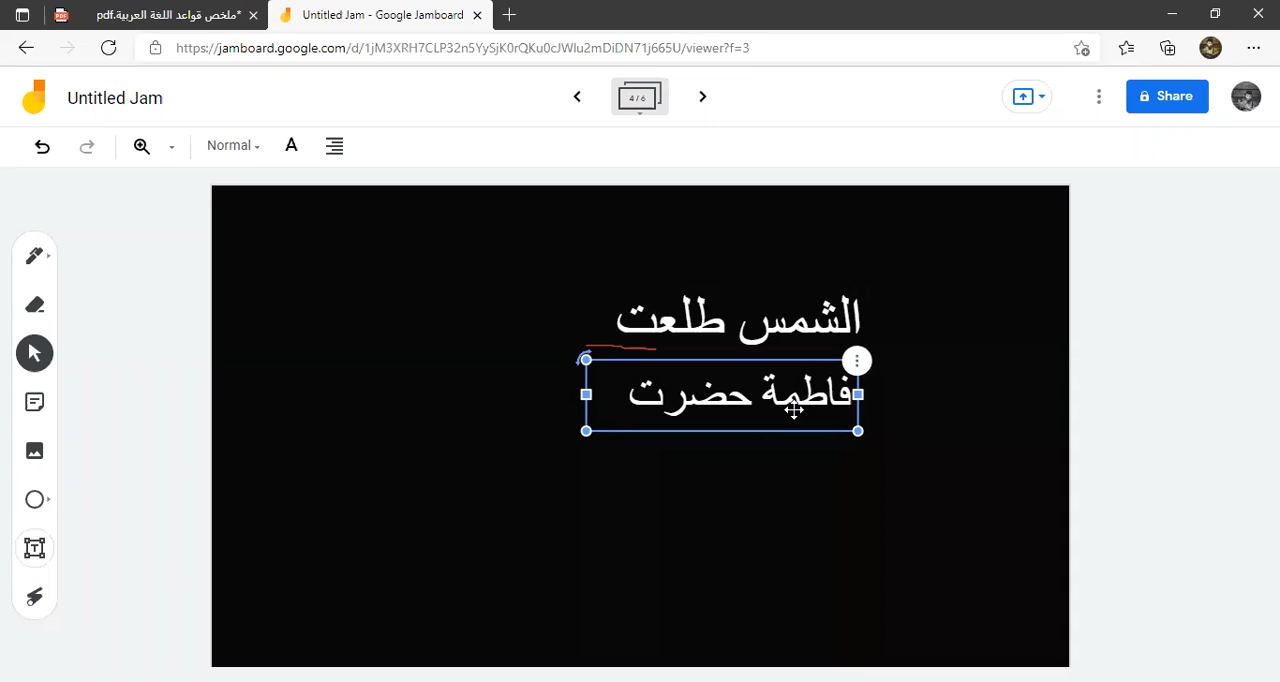 ملخص قواعد اللغة العربية.pdf*
Untitled Jam - Google Jamboard
https://jamboard.google.com/d/1jM3XRH7CLP32n5YySjK0rQKu0cJWlu2mDiDN71j665U/viewer?f=3
Untitled Jam
4 / 6
Share
Normal
A
الشمس طلعت
فاطمة حضرت